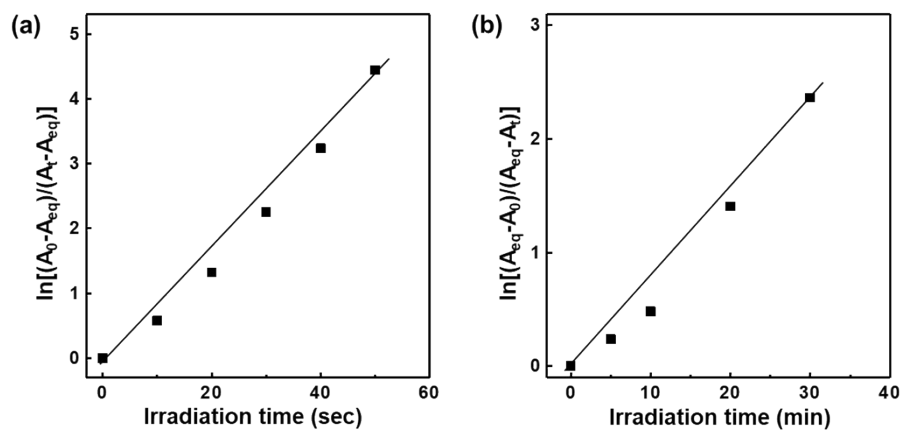 (a)
ln[(A0-Aeq)/(At-Aeq)]
5
4
3
2
1
0
0 20 40 60
Irradiation time (sec)
(b)
ln[(Aeq-A0)/(Aeq-At)]
3
2
1
0
0 10 20 30 40
Irradiation time (min)